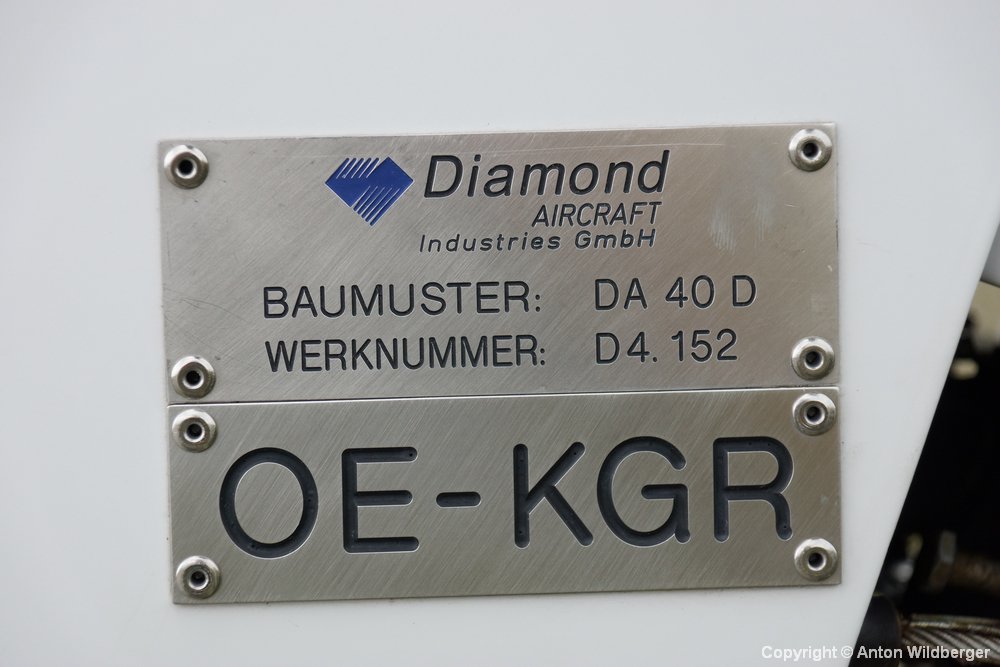 Diamond
AIRCRAFT
Industries GmbH
BAUMUSTER: DA 40 D
WERKNUMMER: D4.152
OE-KGR
Copyright © Anton Wildberger